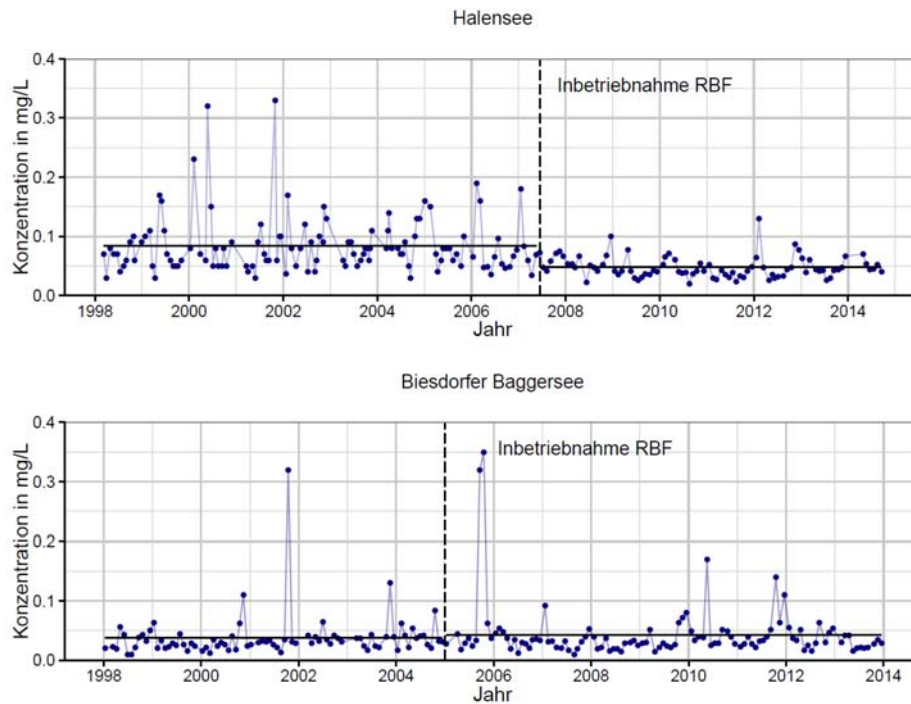 Halensee
Konzentration in mg/L
0.4
0.3
0.2
0.1
0.0
Inbetriebnahme RBF
1998 2000 2002 2004 2006 2008 2010 2012 2014
Jahr
Biesdorfer Baggersee
Konzentration in mg/L
0.4
0.3
0.2
0.1
0.0
Inbetriebnahme RBF
1998 2000 2002 2004 2006 2008 2010 2012 2014
Jahr